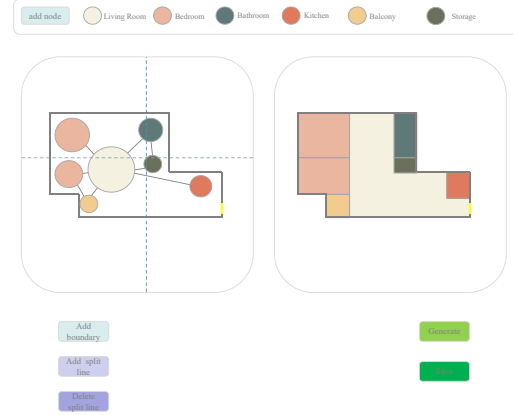 add node Living Room Bedroom Bathroom Kitchen Balcony Storage
Add
boundary
Generate
Add split
line
Delete
split line